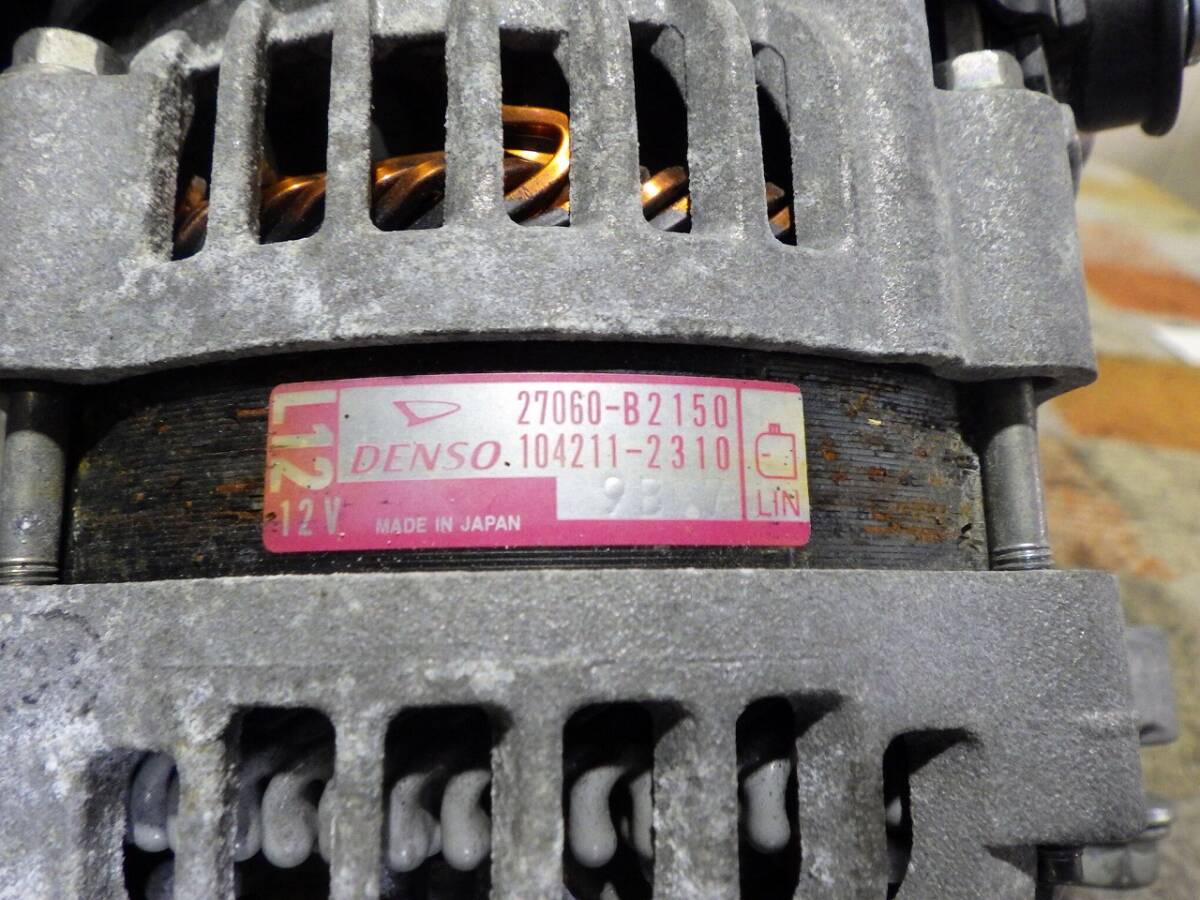 L12
12V
27060-B2150
DENSO 104211-2310
MADE IN JAPAN
LIN